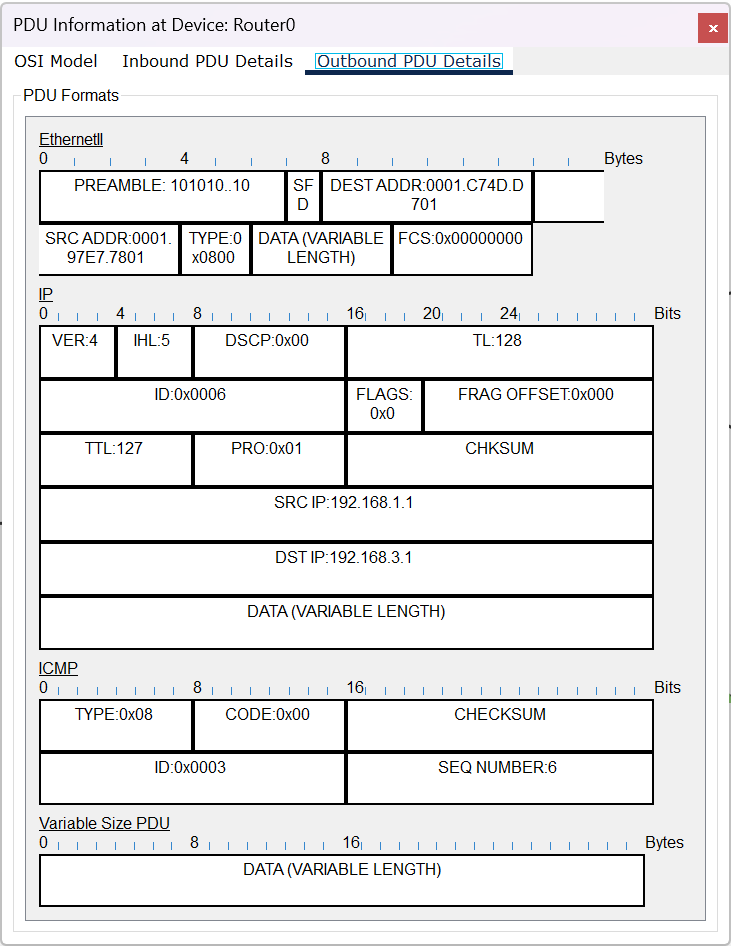 PDU Information at Device: Router0
x
OSI Model Inbound PDU Details Outbound PDU Details
PDU Formats
EthernetII
0 4 8 Bytes
PREAMBLE: 101010..10 SF DEST ADDR:0001.C74D.D
D 701
SRC ADDR:0001. TYPE:0 DATA (VARIABLE FCS:0x00000000
97E7.7801 x0800 LENGTH)
IP
0 4 8 16 20 24 Bits
VER:4 IHL:5 DSCP:0x00 TL:128
ID:0x0006 FLAGS: FRAG OFFSET:0x000
0x0
TTL:127 PRO:0x01 CHKSUM
SRC IP:192.168.1.1
DST IP:192.168.3.1
DATA (VARIABLE LENGTH)
ICMP
0 8 16 Bits
TYPE:0x08 CODE:0x00 CHECKSUM
ID:0x0003 SEQ NUMBER:6
Variable Size PDU
0 8 16 Bytes
DATA (VARIABLE LENGTH)